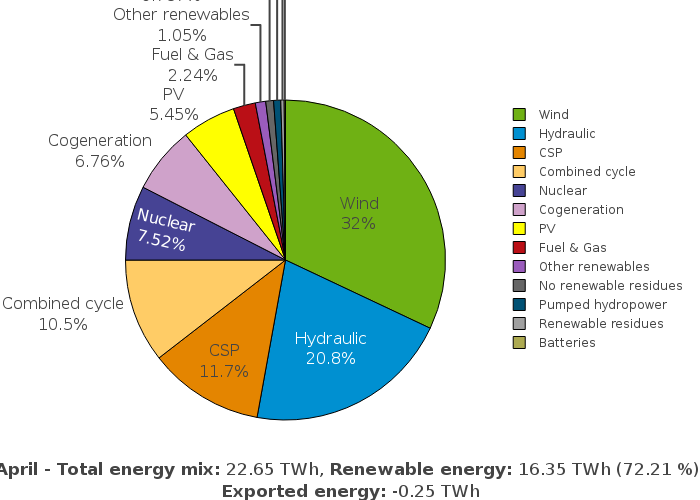 Other renewables
1.05%
Fuel & Gas
2.24%
PV
5.45%
Cogeneration
6.76%
Nuclear
7.52%
Combined cycle
10.5%
CSP
11.7%
Hydraulic
20.8%
Wind
32%
Wind
Hydraulic
CSP
Combined cycle
Nuclear
Cogeneration
PV
Fuel & Gas
Other renewables
No renewable residues
Pumped hydropower
Renewable residues
Batteries
April - Total energy mix: 22.65 TWh, Renewable energy: 16.35 TWh (72.21 %)
Exported energy: -0.25 TWh